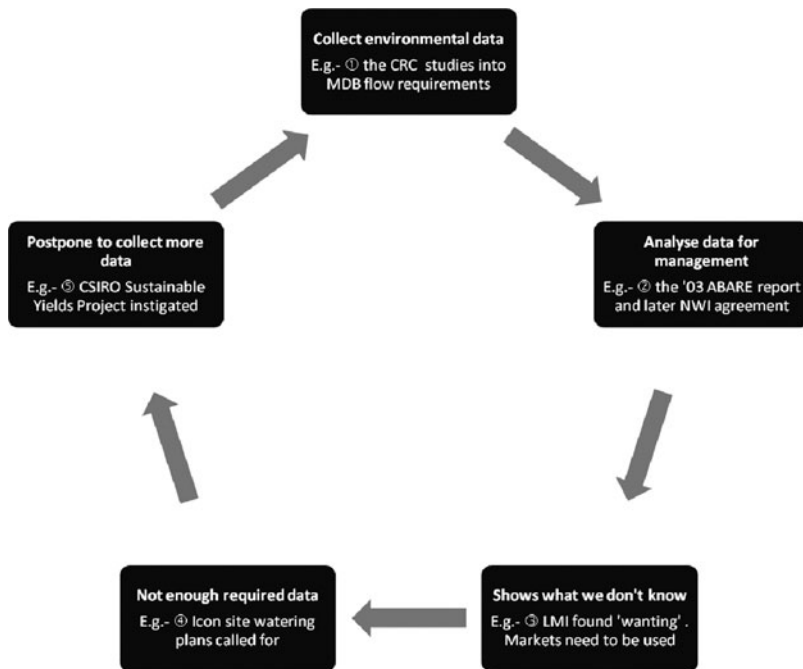 Collect environmental data
E.g.- ① the CRC studies into
MDB flow requirements
Analyse data for
management
E.g.- ② the '03 ABARE report
and later NWI agreement
Shows what we don't know
E.g.- ③ LMI found 'wanting' .
Markets need to be used
Not enough required data
E.g.- ④ Icon site watering
plans called for
Postpone to collect more
data
E.g.- ⑤ CSIRO Sustainable
Yields Project instigated